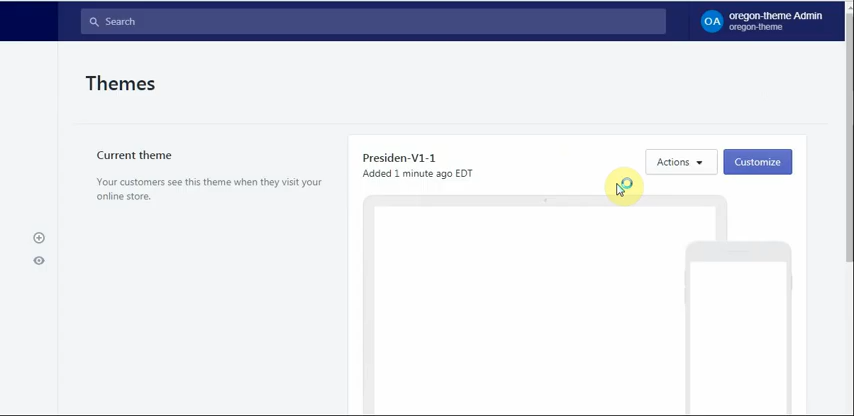 Search
OA
oregon-theme Admin
oregon-theme
Themes
Current theme
Your customers see this theme when they visit your
online store.
Presiden-V1-1
Added 1 minute ago EDT
Actions
Customize